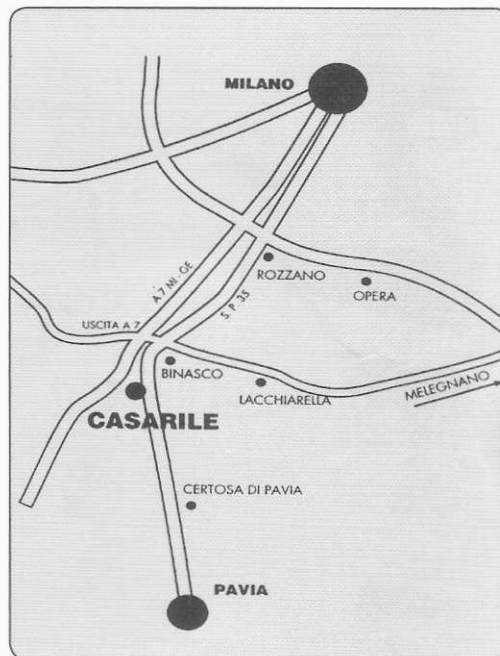 MILANO
A 7 MI - GE
S. P. 35
ROZZANO
OPERA
USCITA A 7
BINASCO
LACCHIARELLA
MELEGNANO
CASARILE
CERTOSA DI PAVIA
PAVIA